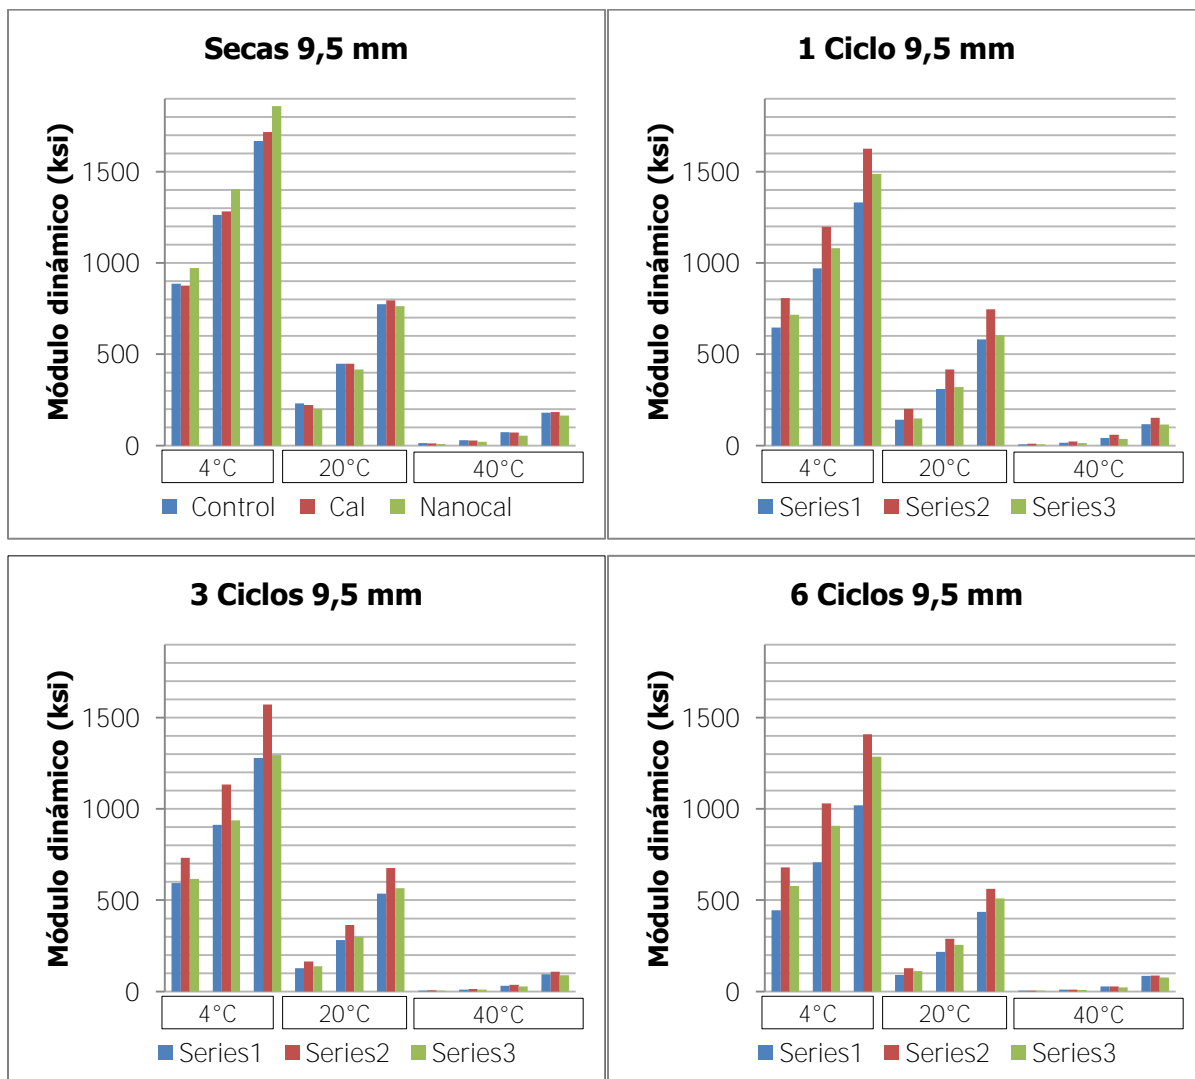 Secas 9,5 mm
Módulo dinámico (ksi)
1500
1000
500
0
4°C 20°C 40°C
Control Cal Nanocal
1 Ciclo 9,5 mm
Módulo dinámico (ksi)
1500
1000
500
0
4°C 20°C 40°C
Series1 Series2 Series3
3 Ciclos 9,5 mm
Módulo dinámico (ksi)
1500
1000
500
0
4°C 20°C 40°C
Series1 Series2 Series3
6 Ciclos 9,5 mm
Módulo dinámico (ksi)
1500
1000
500
0
4°C 20°C 40°C
Series1 Series2 Series3